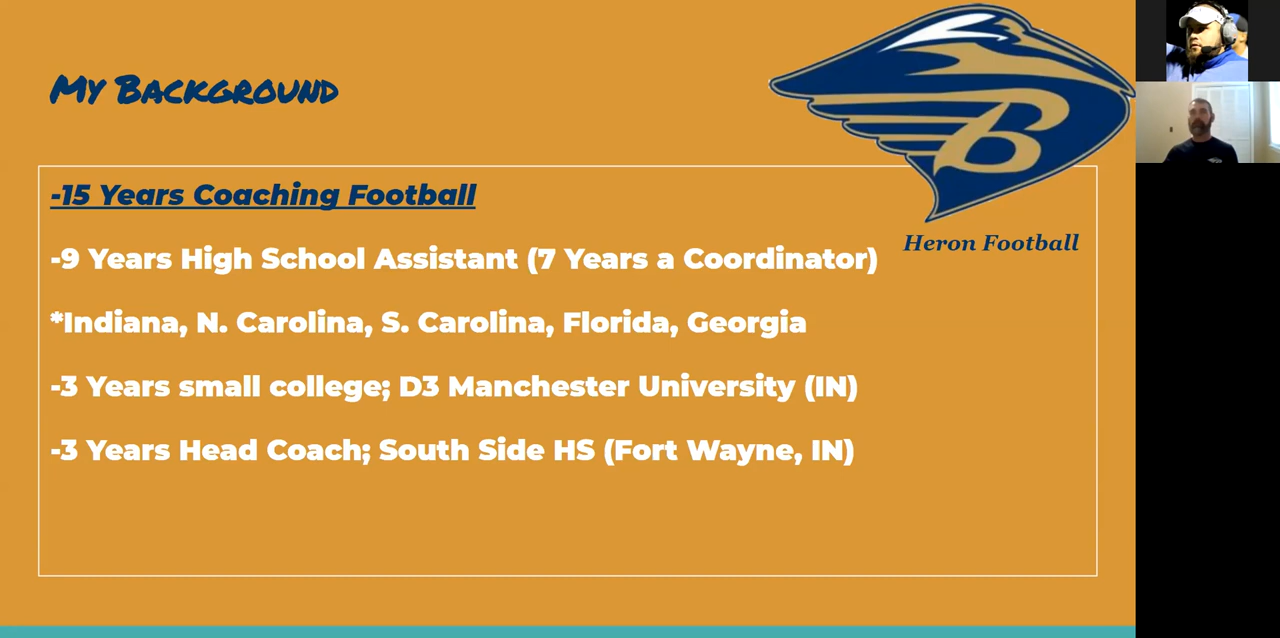 My Background
B
-15 Years Coaching Football
Heron Football
-9 Years High School Assistant (7 Years a Coordinator)
*Indiana, N. Carolina, S. Carolina, Florida, Georgia
-3 Years small college; D3 Manchester University (IN)
-3 Years Head Coach; South Side HS (Fort Wayne, IN)